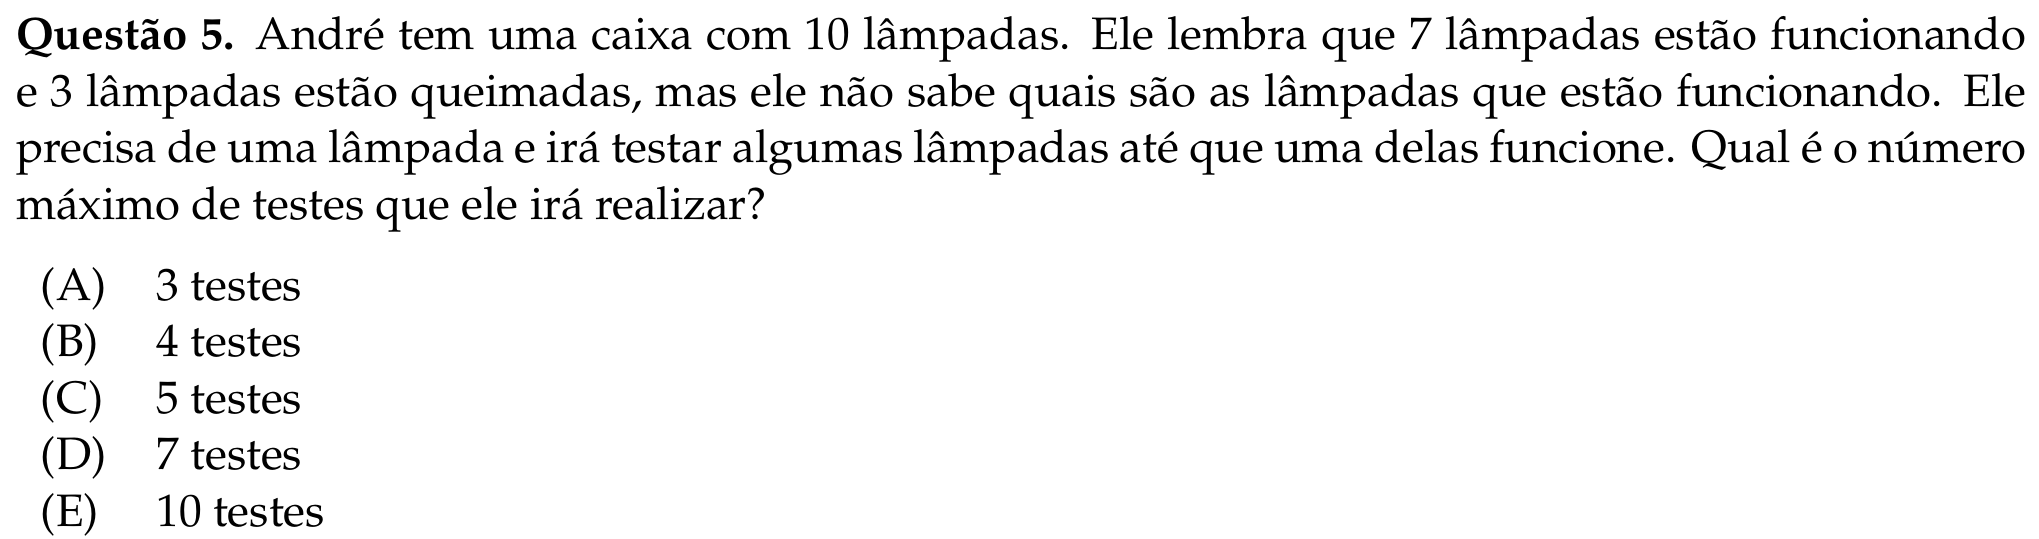 Questão 5. André tem uma caixa com 10 lâmpadas. Ele lembra que 7 lâmpadas estão funcionando
e 3 lâmpadas estão queimadas, mas ele não sabe quais são as lâmpadas que estão funcionando. Ele
precisa de uma lâmpada e irá testar algumas lâmpadas até que uma delas funcione. Qual é o número
máximo de testes que ele irá realizar?
(A) 3 testes
(B) 4 testes
(C) 5 testes
(D) 7 testes
(E) 10 testes